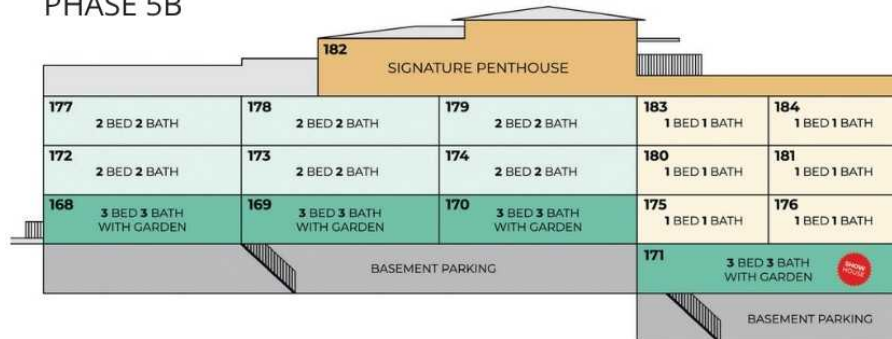 PHASE 5B
182
SIGNATURE PENTHOUSE
177
2 BED 2 BATH
178
2 BED 2 BATH
179
2 BED 2 BATH
183
1 BED 1 BATH
184
1 BED 1 BATH
172
2 BED 2 BATH
173
2 BED 2 BATH
174
2 BED 2 BATH
180
1 BED 1 BATH
181
1 BED 1 BATH
168
3 BED 3 BATH
WITH GARDEN
169
3 BED 3 BATH
WITH GARDEN
170
3 BED 3 BATH
WITH GARDEN
175
1 BED 1 BATH
176
1 BED 1 BATH
BASEMENT PARKING
171
3 BED 3 BATH
WITH GARDEN
SHOW
HOUSE
BASEMENT PARKING